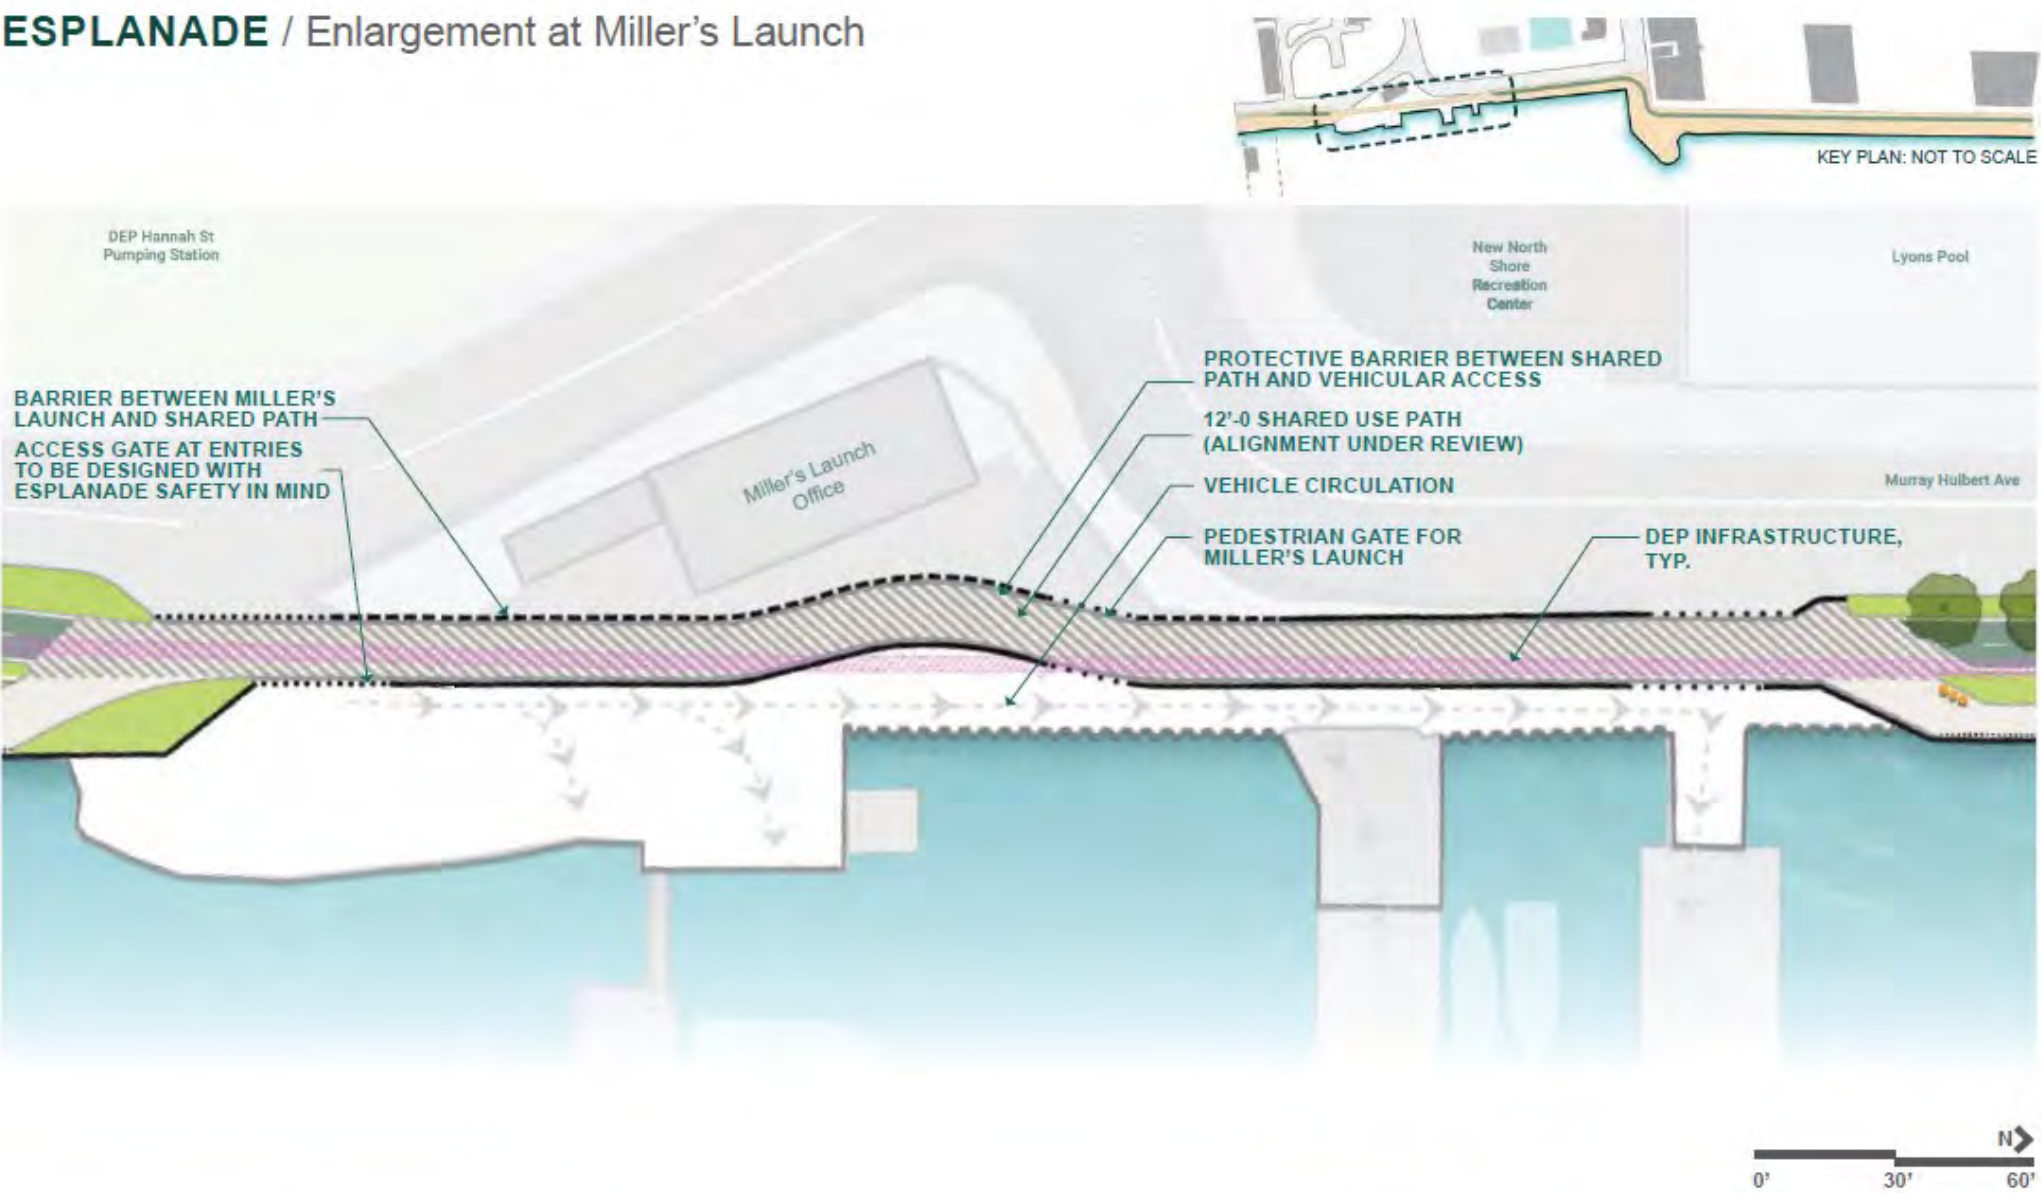 ESPLANADE / Enlargement at Miller's Launch
KEY PLAN: NOT TO SCALE
DEP Hannah St
Pumping Station
New North
Shore
Recreation
Center
Lyons Pool
BARRIER BETWEEN MILLER'S
LAUNCH AND SHARED PATH
ACCESS GATE AT ENTRIES
TO BE DESIGNED WITH
ESPLANADE SAFETY IN MIND
Miller's Launch
Office
PROTECTIVE BARRIER BETWEEN SHARED
PATH AND VEHICULAR ACCESS
12'-0 SHARED USE PATH
(ALIGNMENT UNDER REVIEW)
VEHICLE CIRCULATION
PEDESTRIAN GATE FOR
MILLER'S LAUNCH
DEP INFRASTRUCTURE,
TYP.
Murray Hulbert Ave
N
0' 30' 60'